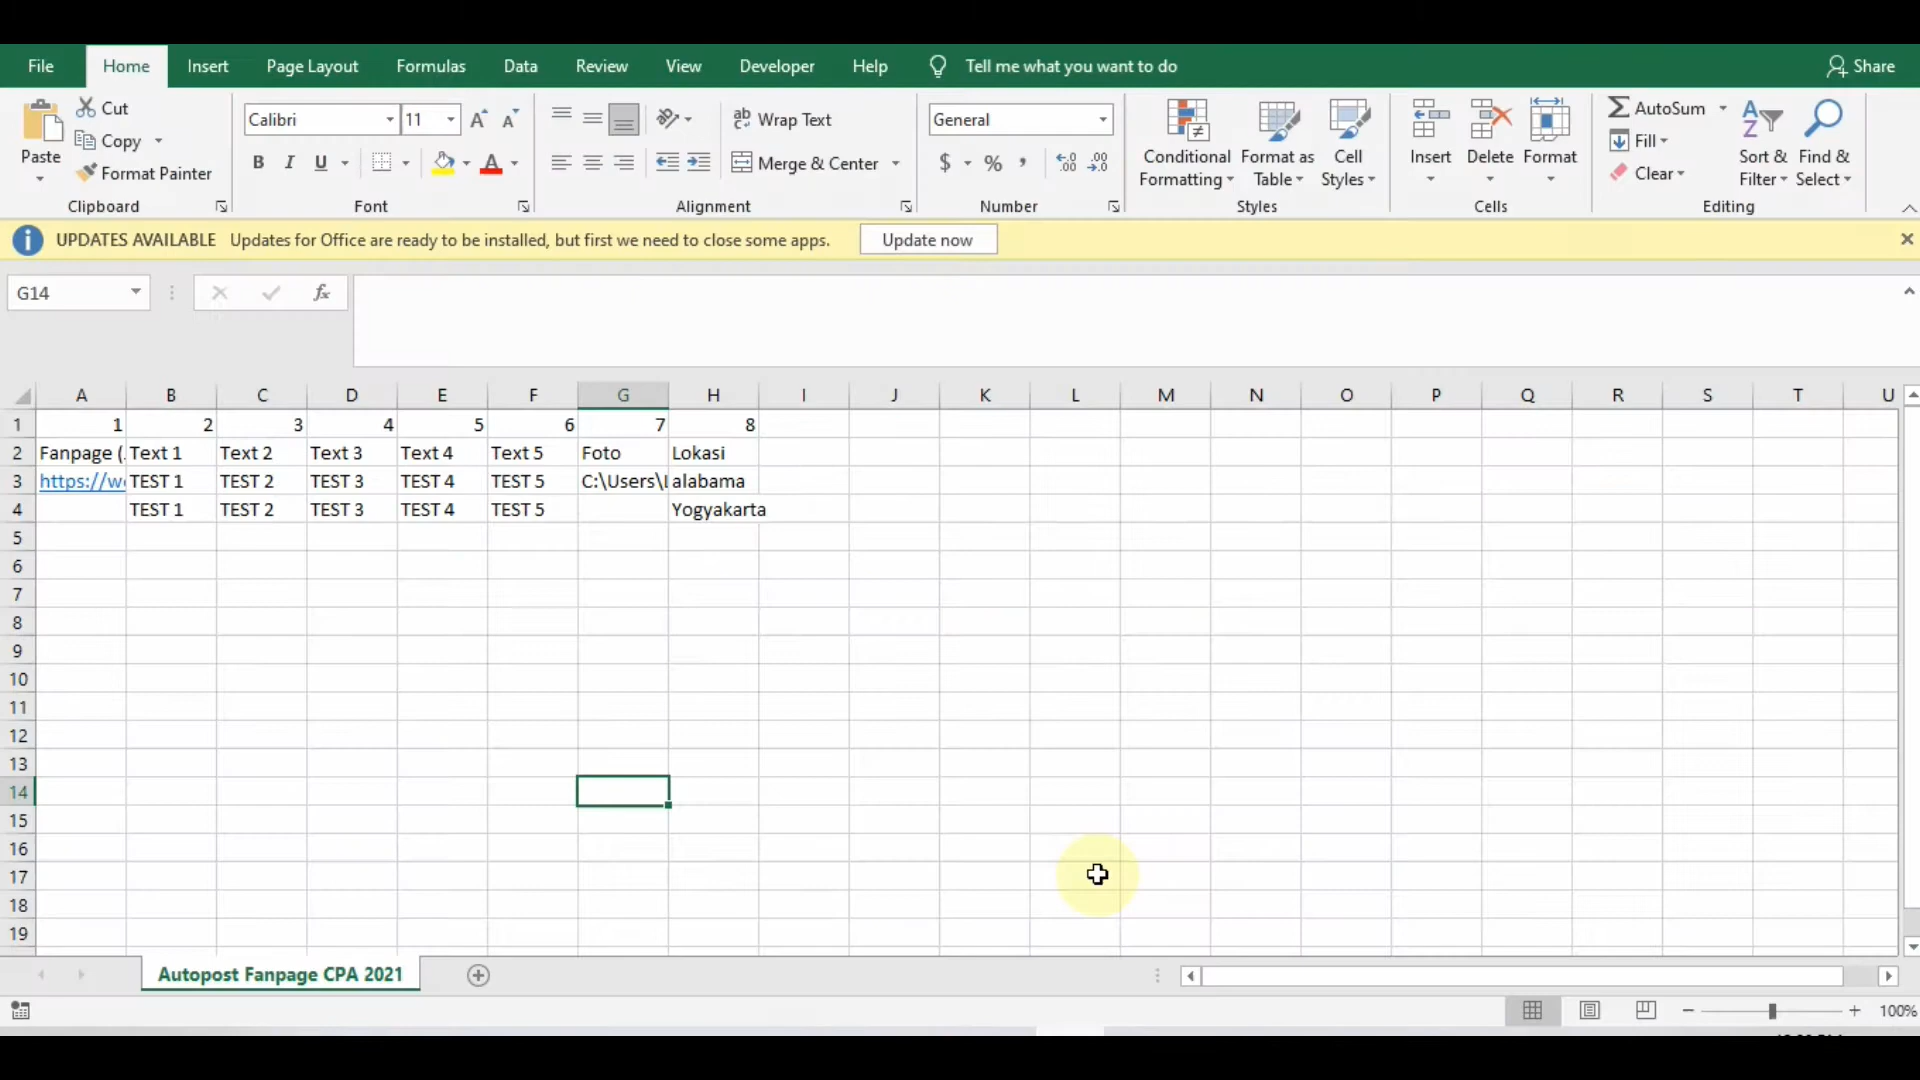 File Home Insert Page Layout Formulas Data Review View Developer Help Tell me what you want to do Share
Paste
Cut
Copy
Format Painter
Clipboard
Calibri 11
B I U
Font
Wrap Text
Merge & Center
Alignment
General
$ % ,
Number
Conditional Formatting
Format as Table
Cell Styles
Styles
Insert Delete Format
Cells
AutoSum
Fill
Clear
Sort & Filter
Find & Select
Editing
UPDATES AVAILABLE Updates for Office are ready to be installed, but first we need to close some apps. Update now
G14 fx
A B C D E F G H I J K L M N O P Q R S T U
1 1 2 3 4 5 6 7 8
2 Fanpage (. Text 1 Text 2 Text 3 Text 4 Text 5 Foto Lokasi
3 https://w TEST 1 TEST 2 TEST 3 TEST 4 TEST 5 C:\Users\ alabama
4 TEST 1 TEST 2 TEST 3 TEST 4 TEST 5 Yogyakarta
5
6
7
8
9
10
11
12
13
14
15
16
17
18
19
Autopost Fanpage CPA 2021
100%